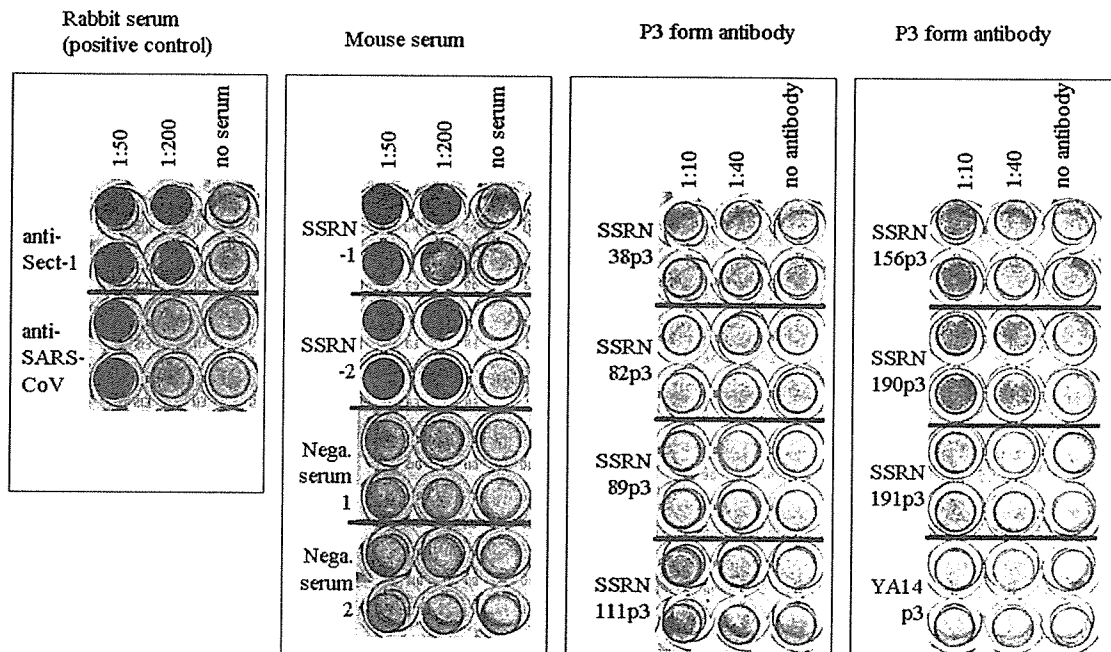 Rabbit serum
(positive control)
1:50
1:200
no serum
anti-
Sect-1
anti-
SARS-
CoV
Mouse serum
1:50
1:200
no serum
SSRN
-1
SSRN
-2
Nega.
serum
1
Nega.
serum
2
P3 form antibody
1:10
1:40
no antibody
SSRN
38p3
SSRN
82p3
SSRN
89p3
SSRN
111p3
P3 form antibody
1:10
1:40
no antibody
SSRN
156p3
SSRN
190p3
SSRN
191p3
YA14
p3